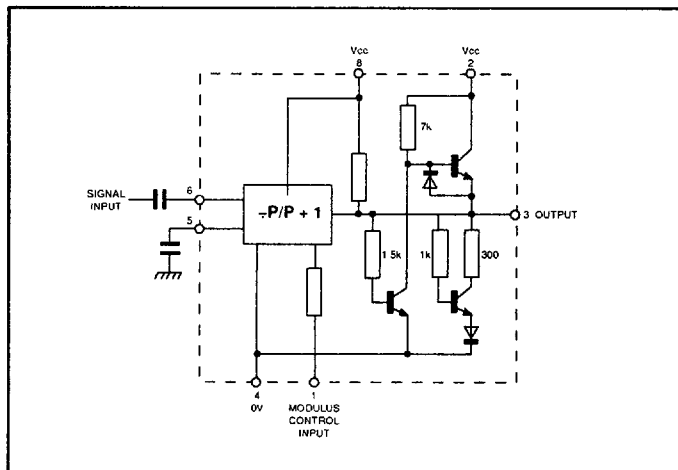 Vcc
8
Vcc
2
7k
SIGNAL
INPUT
6
5
÷P/P + 1
3 OUTPUT
1 5k
1k
300
4
0V
1
MODULUS
CONTROL
INPUT